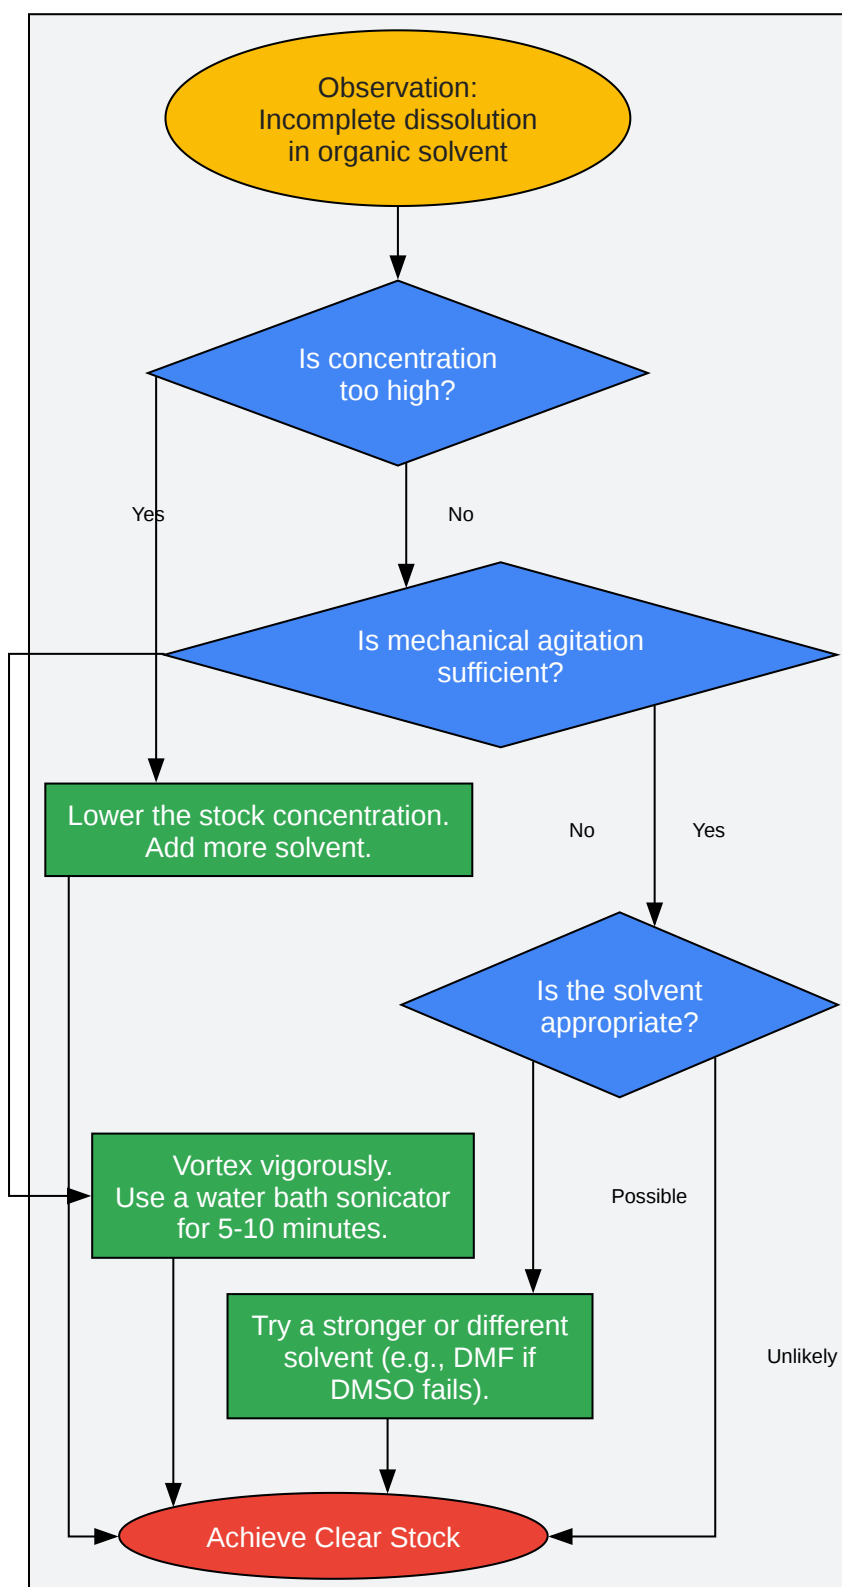 Observation:
Incomplete dissolution
in organic solvent
Is concentration
too high?
Yes
No
Is mechanical agitation
sufficient?
Lower the stock concentration.
Add more solvent.
No
Yes
Is the solvent
appropriate?
Vortex vigorously.
Use a water bath sonicator
for 5-10 minutes.
Possible
Try a stronger or different
solvent (e.g., DMF if
DMSO fails).
Unlikely
Achieve Clear Stock